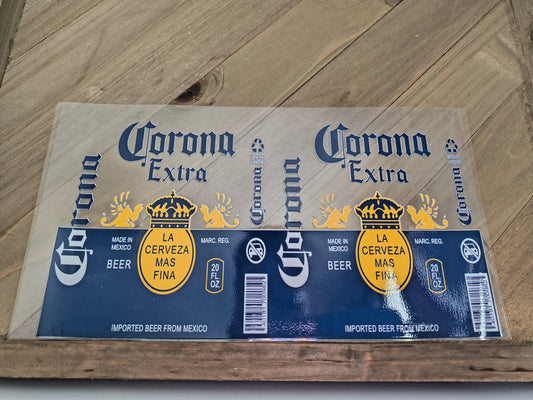 Corona
Extra
Corona
Corona
MADE IN
MEXICO
BEER
LA
CERVEZA
MAS
FINA
MARC. REG.
20
FL
OZ.
IMPORTED BEER FROM MEXICO
Corona
Extra
Corona
Corona
MADE IN
MEXICO
BEER
LA
CERVEZA
MAS
FINA
MARC. REG.
20
FL
OZ.
IMPORTED BEER FROM MEXICO